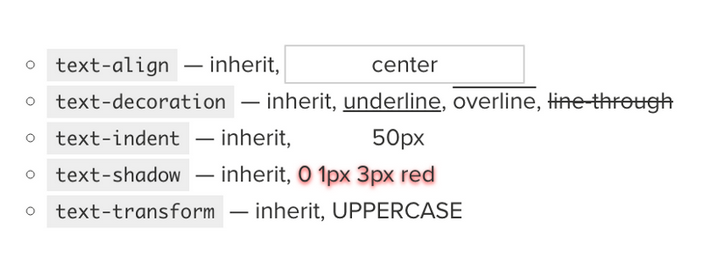 text-align — inherit, center
text-decoration — inherit, underline, overline, line-through
text-indent — inherit, 50px
text-shadow — inherit, 0 1px 3px red
text-transform — inherit, UPPERCASE